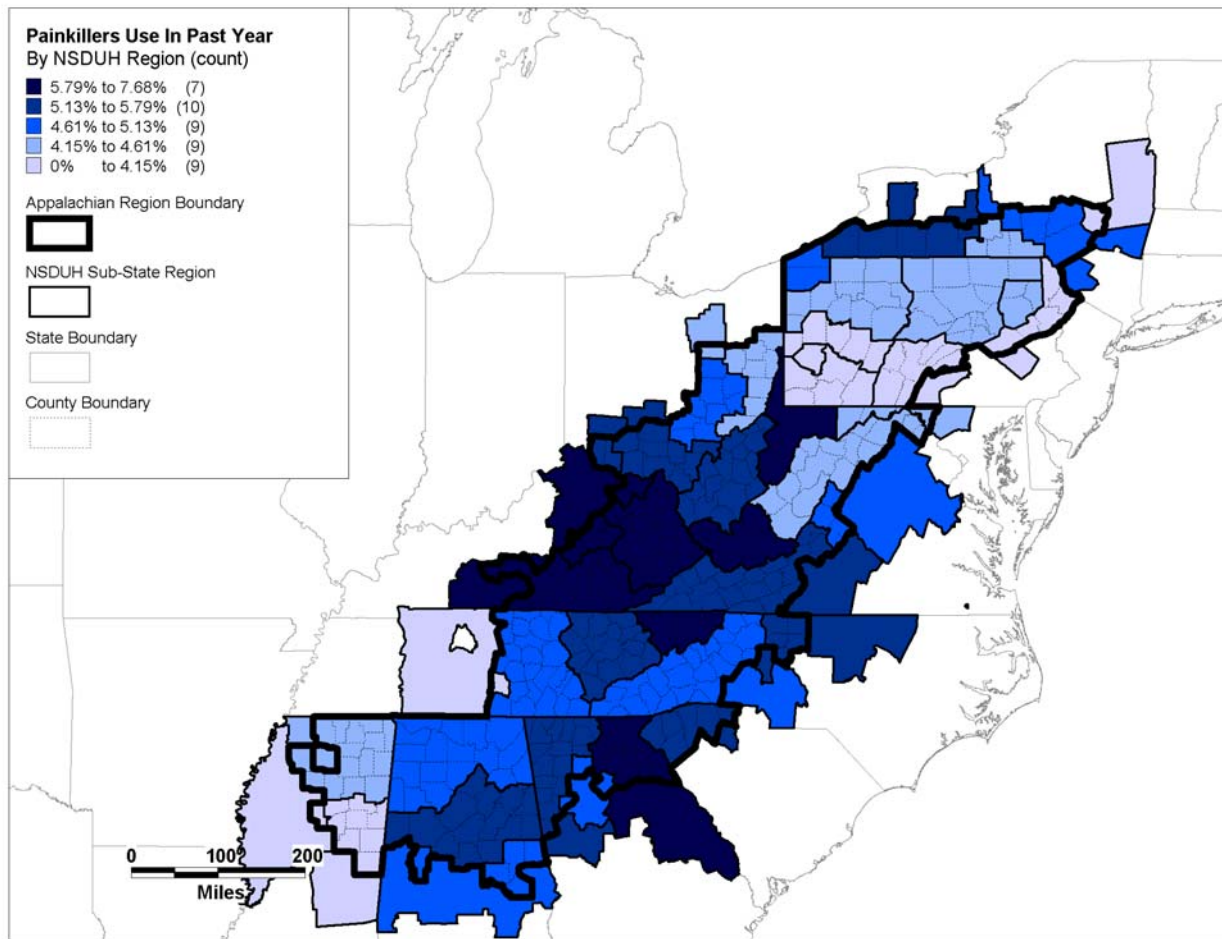 Painkillers Use In Past Year
By NSDUH Region (count)
5.79% to 7.68% (7)
5.13% to 5.79% (10)
4.61% to 5.13% (9)
4.15% to 4.61% (9)
0% to 4.15% (9)
Appalachian Region Boundary
NSDUH Sub-State Region
State Boundary
County Boundary
0 100 200
Miles